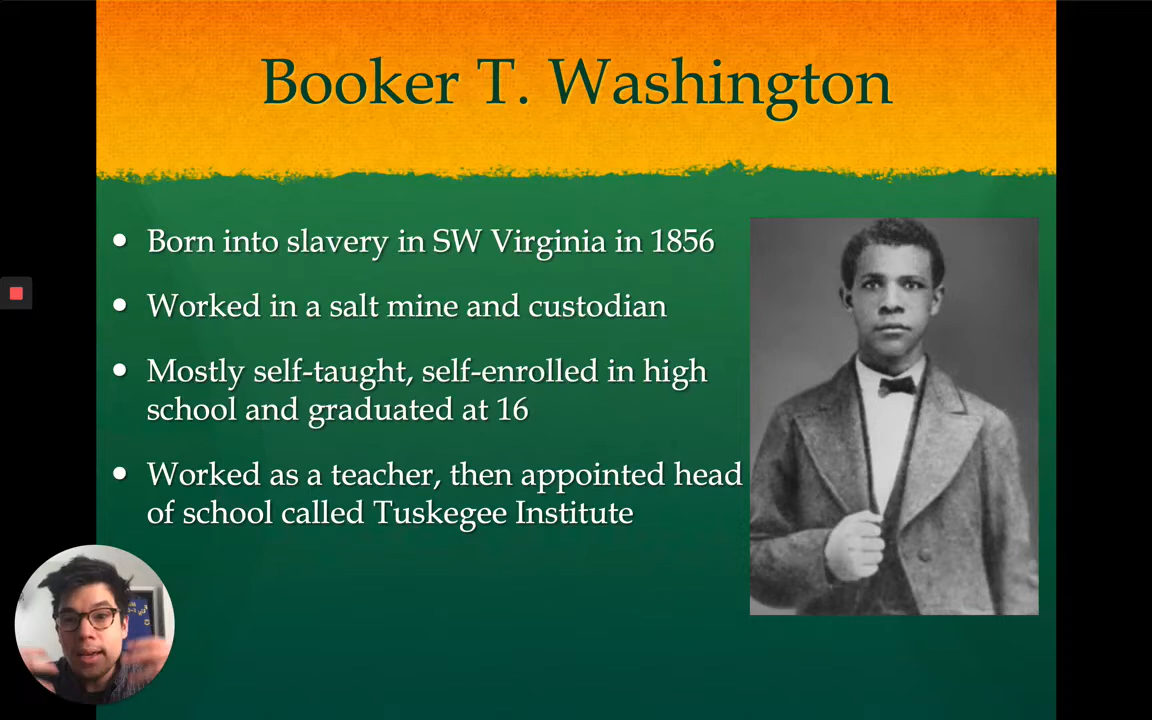 Booker T. Washington
Born into slavery in SW Virginia in 1856
Worked in a salt mine and custodian
Mostly self-taught, self-enrolled in high
school and graduated at 16
Worked as a teacher, then appointed head
of school called Tuskegee Institute